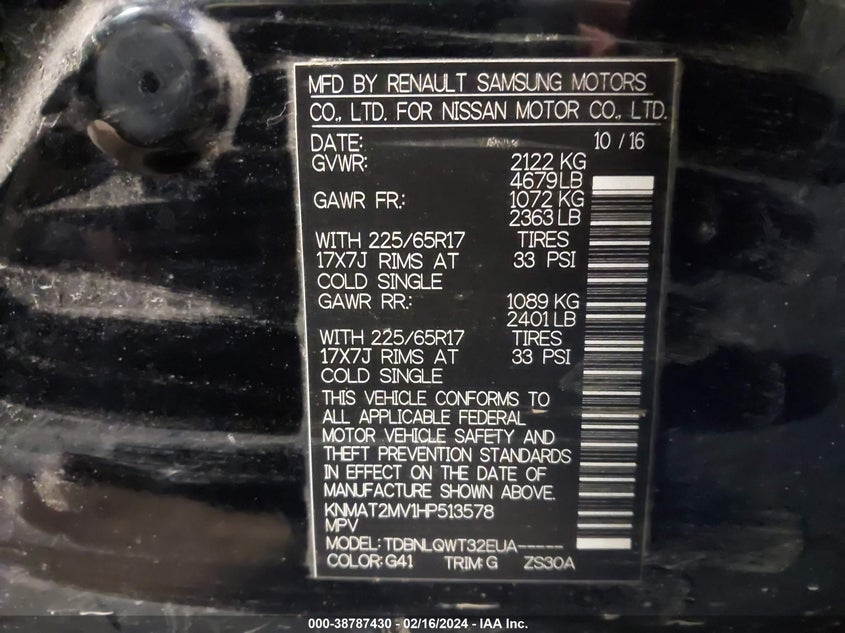 MFD BY RENAULT SAMSUNG MOTORS
CO., LTD. FOR NISSAN MOTOR CO., LTD.
DATE: 10 / 16
GVWR: 2122 KG
4679 LB
GAWR FR.: 1072 KG
2363 LB
WITH 225/65R17 TIRES
17X7J RIMS AT 33 PSI
COLD SINGLE
GAWR RR.: 1089 KG
2401 LB
WITH 225/65R17 TIRES
17X7J RIMS AT 33 PSI
COLD SINGLE
THIS VEHICLE CONFORMS TO
ALL APPLICABLE FEDERAL
MOTOR VEHICLE SAFETY AND
THEFT PREVENTION STANDARDS
IN EFFECT ON THE DATE OF
MANUFACTURE SHOWN ABOVE.
KNMAT2MV1HP513578
MPV
MODEL: TDBNLQWT32EUA-----
COLOR: G41 TRIM: G ZS30A
000-38787430 - 02/16/2024 - IAA Inc.